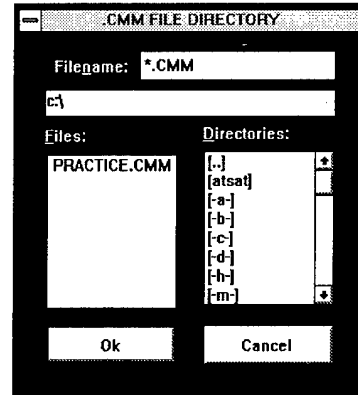 .CMM FILE DIRECTORY
Filename: *.CMM
c:\
Files: Directories:
PRACTICE.CMM
[..]
[atsat]
[-a-]
[-b-]
[-c-]
[-d-]
[-h-]
[-m-]
Ok Cancel